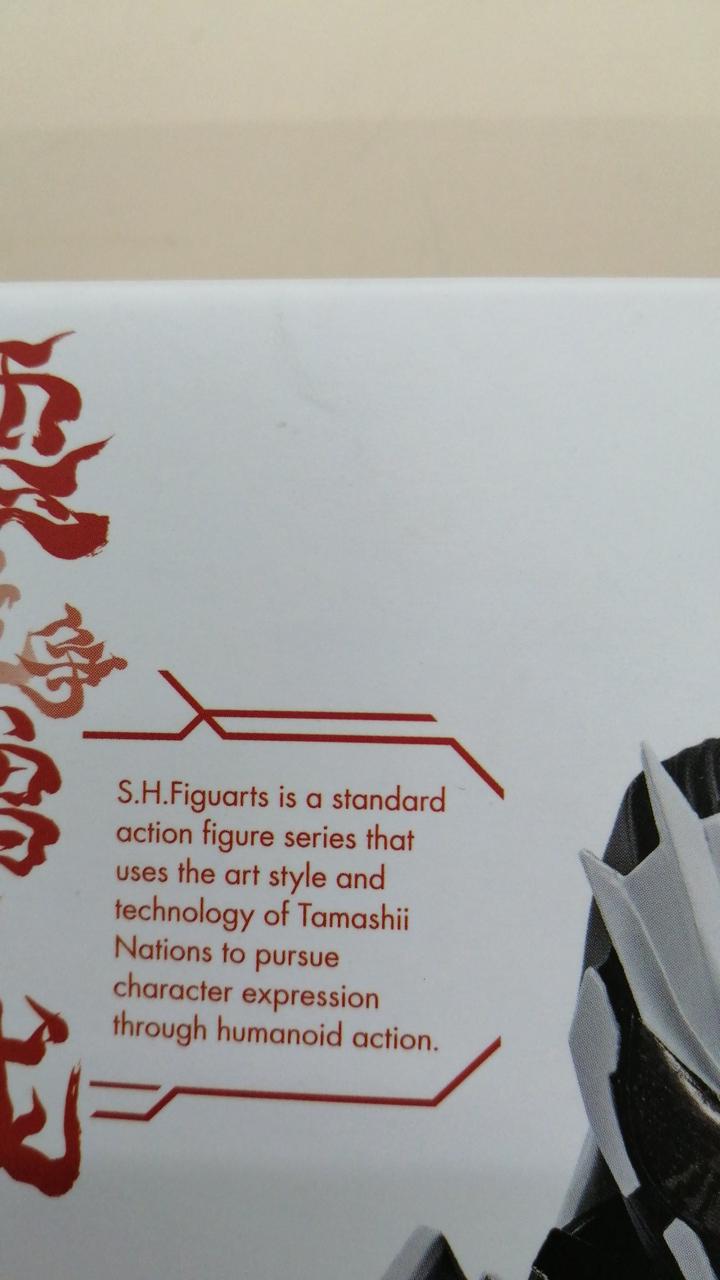 S.H.Figuarts is a standard
action figure series that
uses the art style and
technology of Tamashii
Nations to pursue
character expression
through humanoid action.